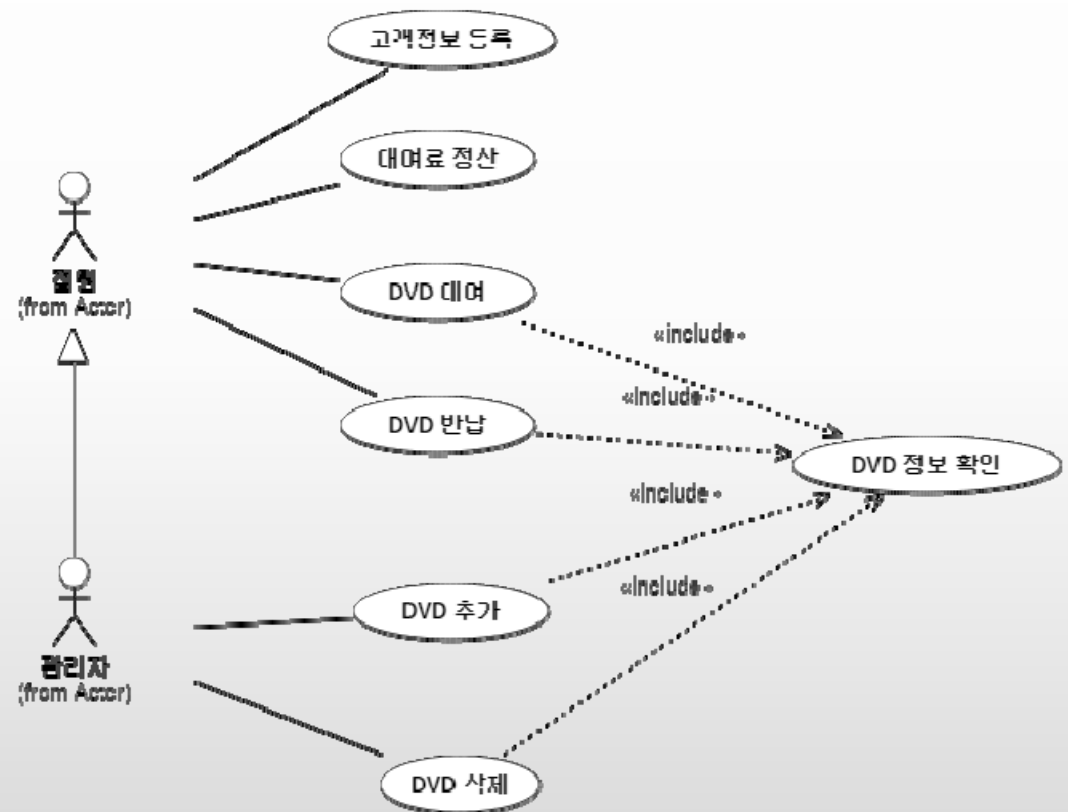 고객정보 등록
대여료 정산
점원
(from Actor)
DVD 대여
«include»
«include»
DVD 반납
DVD 정보 확인
«include»
«include»
DVD 추가
관리자
(from Actor)
DVD 삭제